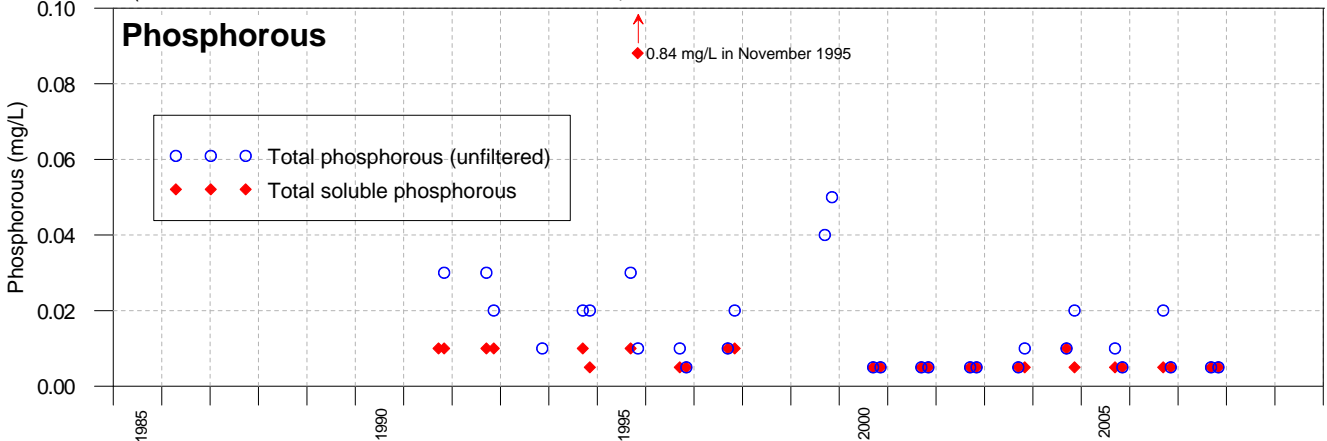 0.10
Phosphorous
0.84 mg/L in November 1995
0.08
0.06
0.04
0.02
0.00
Phosphorous (mg/L)
Total phosphorous (unfiltered)
Total soluble phosphorous
1985
1990
1995
2000
2005